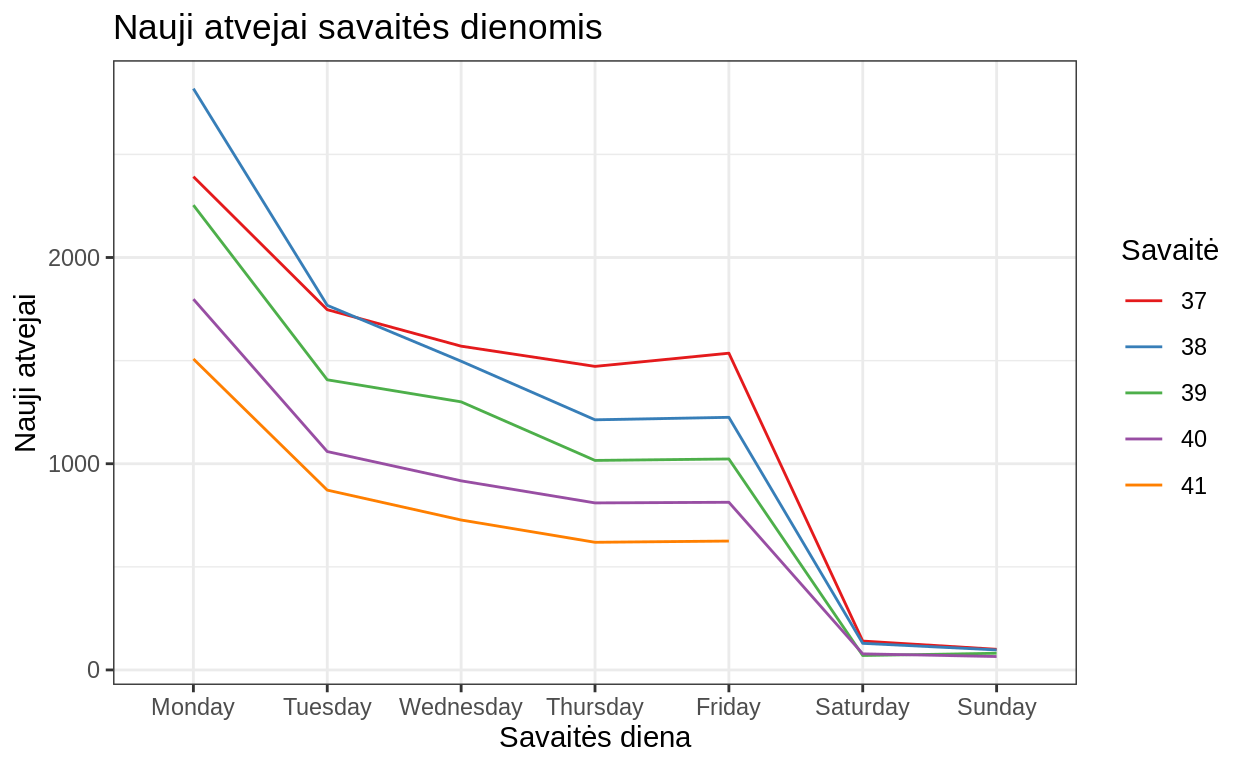 Nauji atvejai savaitės dienomis
Nauji atvejai
2000
1000
0
Monday Tuesday Wednesday Thursday Friday Saturday Sunday
Savaitės diena
Savaitė
37
38
39
40
41